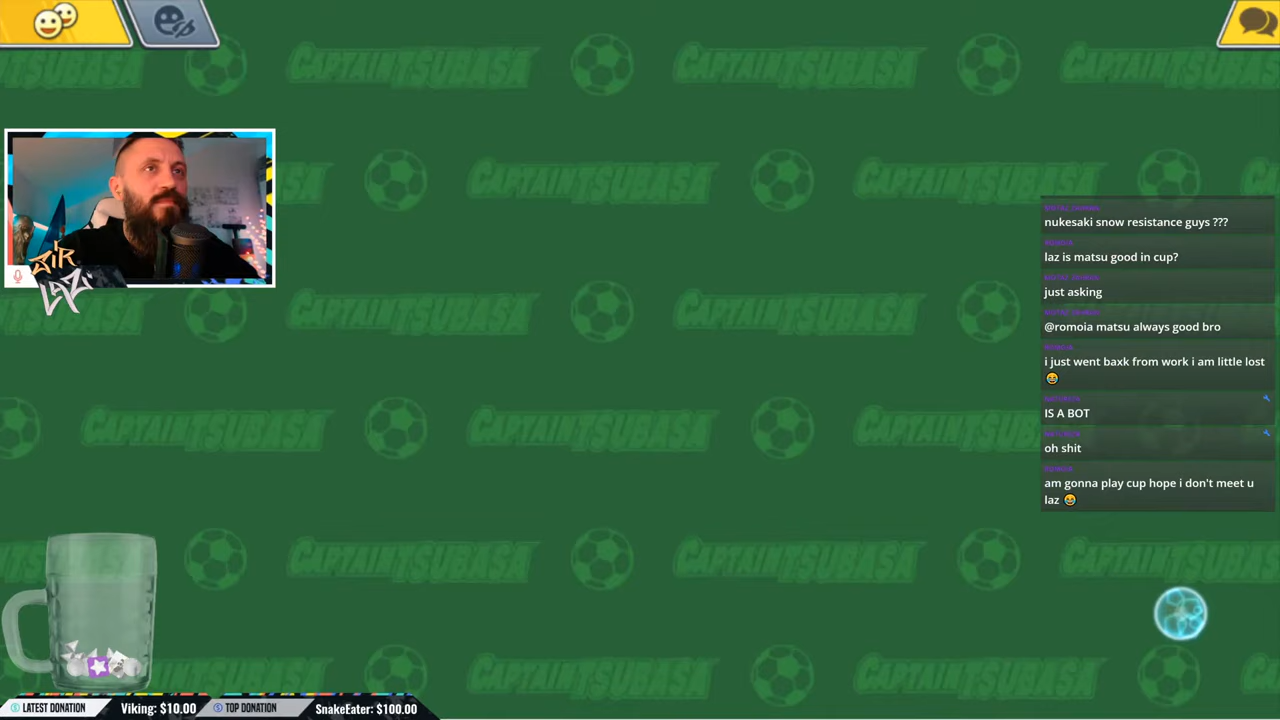 CAPTAIN TSUBASA
SIR
LAZI
nukesaki snow resistance guys ???
laz is matsu good in cup?
just asking
@romoia matsu always good bro
i just went baxk from work i am little lost
😆
IS A BOT
oh shit
am gonna play cup hope i don't meet u
laz 😆
LATEST DONATION Viking: $10.00 TOP DONATION SnakeEater: $100.00